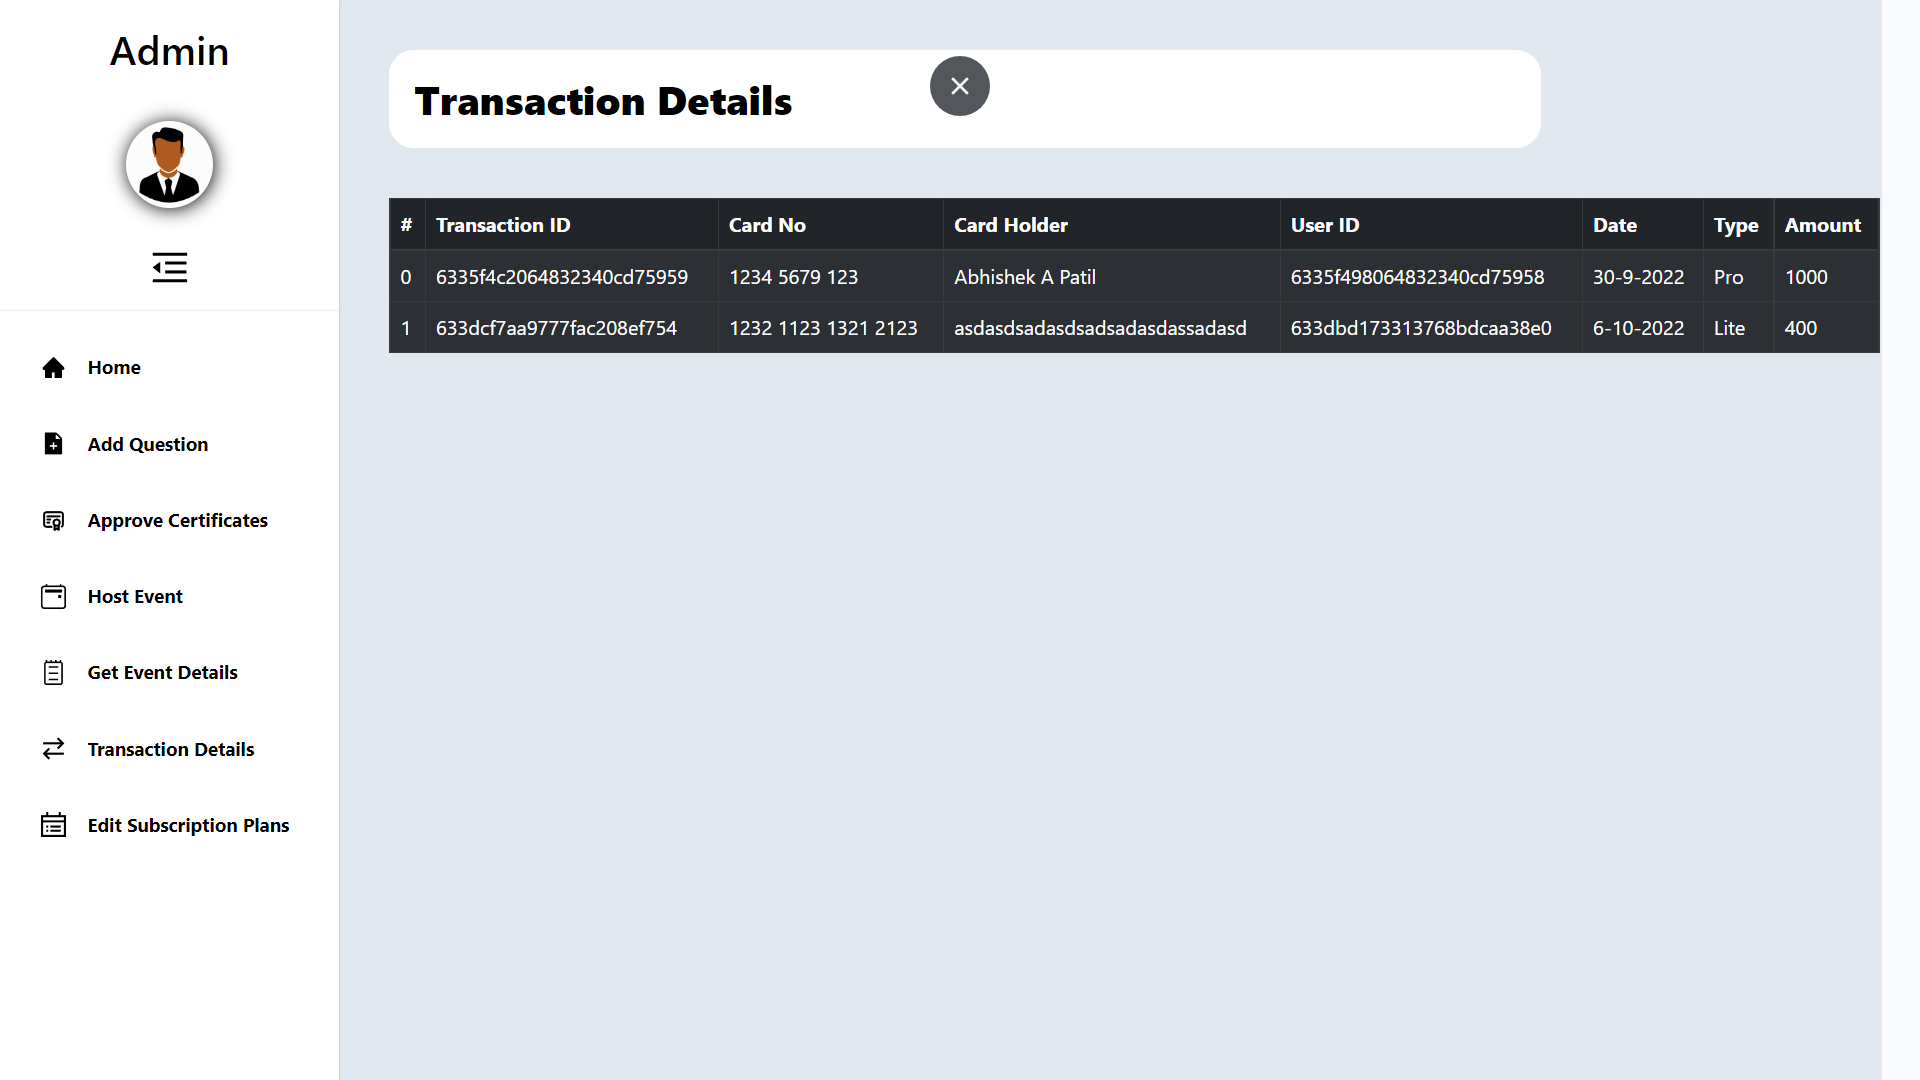 Admin
Home
Add Question
Approve Certificates
Host Event
Get Event Details
Transaction Details
Edit Subscription Plans
Transaction Details
# Transaction ID Card No Card Holder User ID Date Type Amount
0 6335f4c2064832340cd75959 1234 5679 123 Abhishek A Patil 6335f498064832340cd75958 30-9-2022 Pro 1000
1 633dcf7aa9777fac208ef754 1232 1123 1321 2123 asdasdsadasdsadsadasdassadasd 633dbd173313768bdcaa38e0 6-10-2022 Lite 400